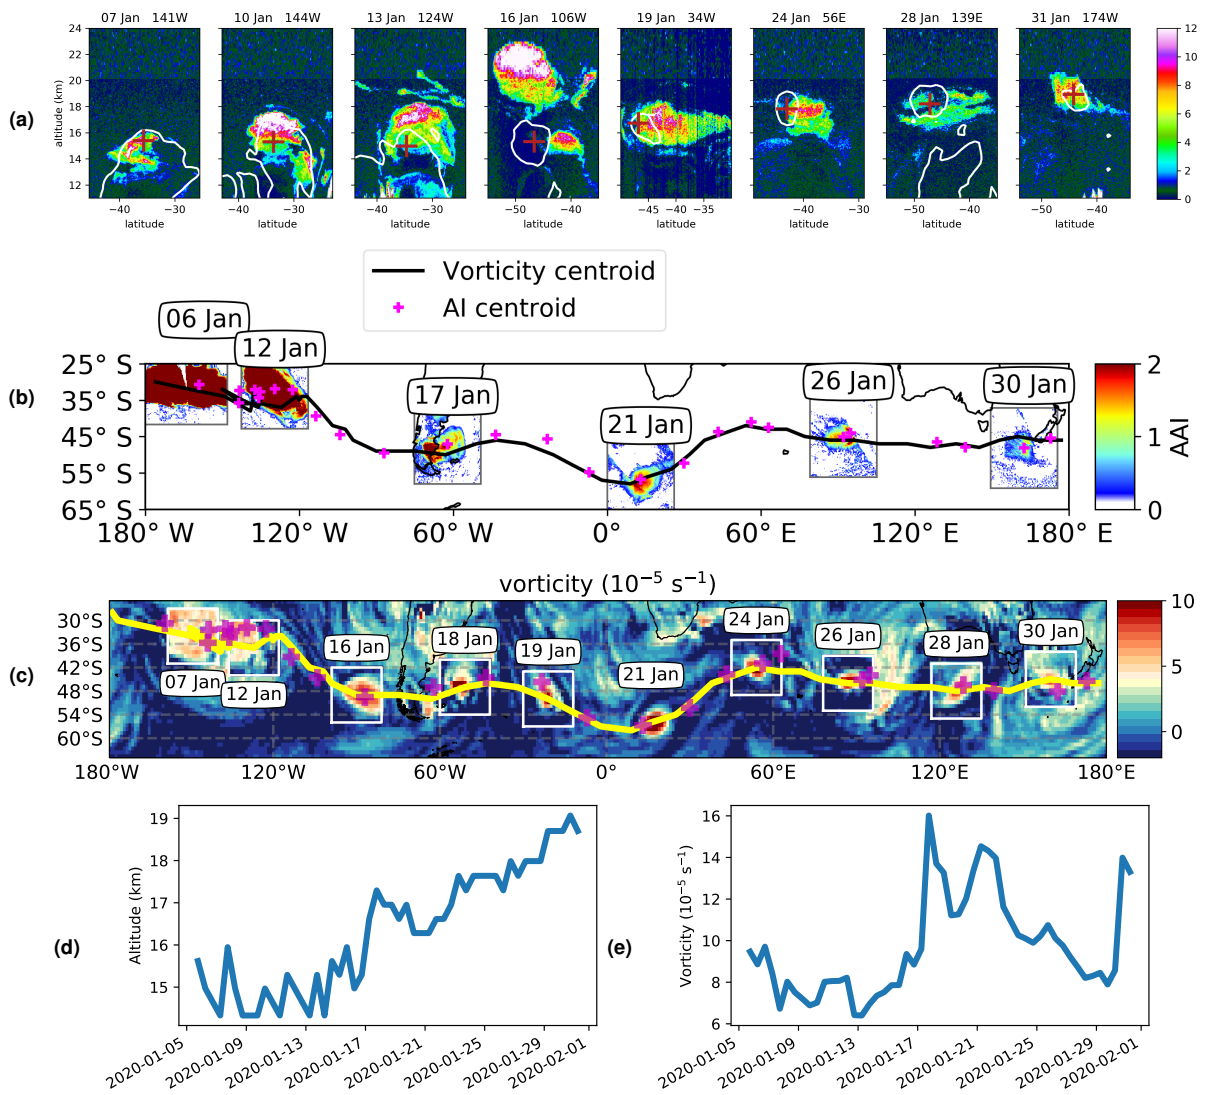 07 Jan 141W
10 Jan 144W
13 Jan 124W
16 Jan 106W
19 Jan 34W
24 Jan 56E
28 Jan 139E
31 Jan 174W
(a)
altitude (km)
24
22
20
18
16
14
12
−40 −30
−40 −30
−40 −30
−50 −40
−45 −40 −35
−40 −30
−50 −40
−50 −40
latitude
latitude
latitude
latitude
latitude
latitude
latitude
latitude
12
10
8
6
4
2
0
Vorticity centroid
AI centroid
(b)
06 Jan
12 Jan
17 Jan
21 Jan
26 Jan
30 Jan
25° S
35° S
45° S
55° S
65° S
180° W 120° W 60° W 0° 60° E 120° E 180° E
2
1
0
AAI
vorticity (10⁻⁵ s⁻¹)
(c)
30°S
36°S
42°S
48°S
54°S
60°S
07 Jan
12 Jan
16 Jan
18 Jan
19 Jan
21 Jan
24 Jan
26 Jan
28 Jan
30 Jan
180°W 120°W 60°W 0° 60°E 120°E 180°E
10
5
0
(d)
Altitude (km)
19
18
17
16
15
2020-01-05
2020-01-09
2020-01-13
2020-01-17
2020-01-21
2020-01-25
2020-01-29
2020-02-01
(e)
Vorticity (10⁻⁵ s⁻¹)
16
14
12
10
8
6
2020-01-05
2020-01-09
2020-01-13
2020-01-17
2020-01-21
2020-01-25
2020-01-29
2020-02-01